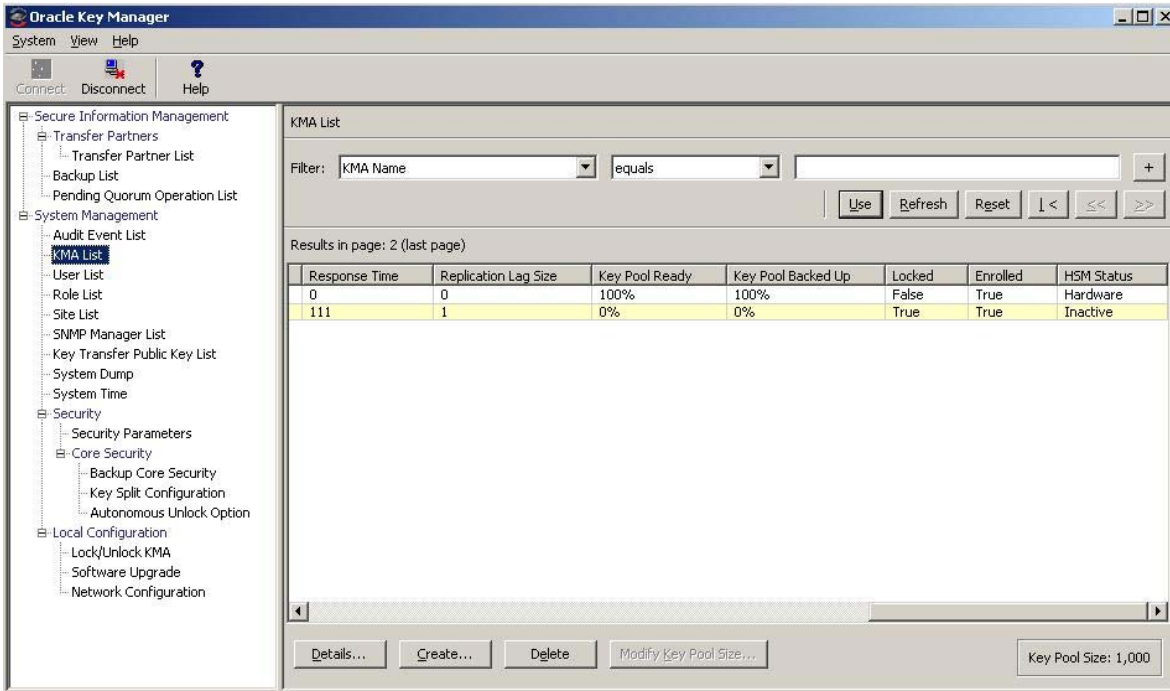 Oracle Key Manager
System View Help
Connect Disconnect Help
Secure Information Management
Transfer Partners
Transfer Partner List
Backup List
Pending Quorum Operation List
System Management
Audit Event List
KMA List
User List
Role List
Site List
SNMP Manager List
Key Transfer Public Key List
System Dump
System Time
Security
Security Parameters
Core Security
Backup Core Security
Key Split Configuration
Autonomous Unlock Option
Local Configuration
Lock/Unlock KMA
Software Upgrade
Network Configuration
KMA List
Filter: KMA Name equals +
Use Refresh Reset |< << >>
Results in page: 2 (last page)
Response Time Replication Lag Size Key Pool Ready Key Pool Backed Up Locked Enrolled HSM Status
0 0 100% 100% False True Hardware
111 1 0% 0% True True Inactive
Details... Create... Delete Modify Key Pool Size... Key Pool Size: 1,000